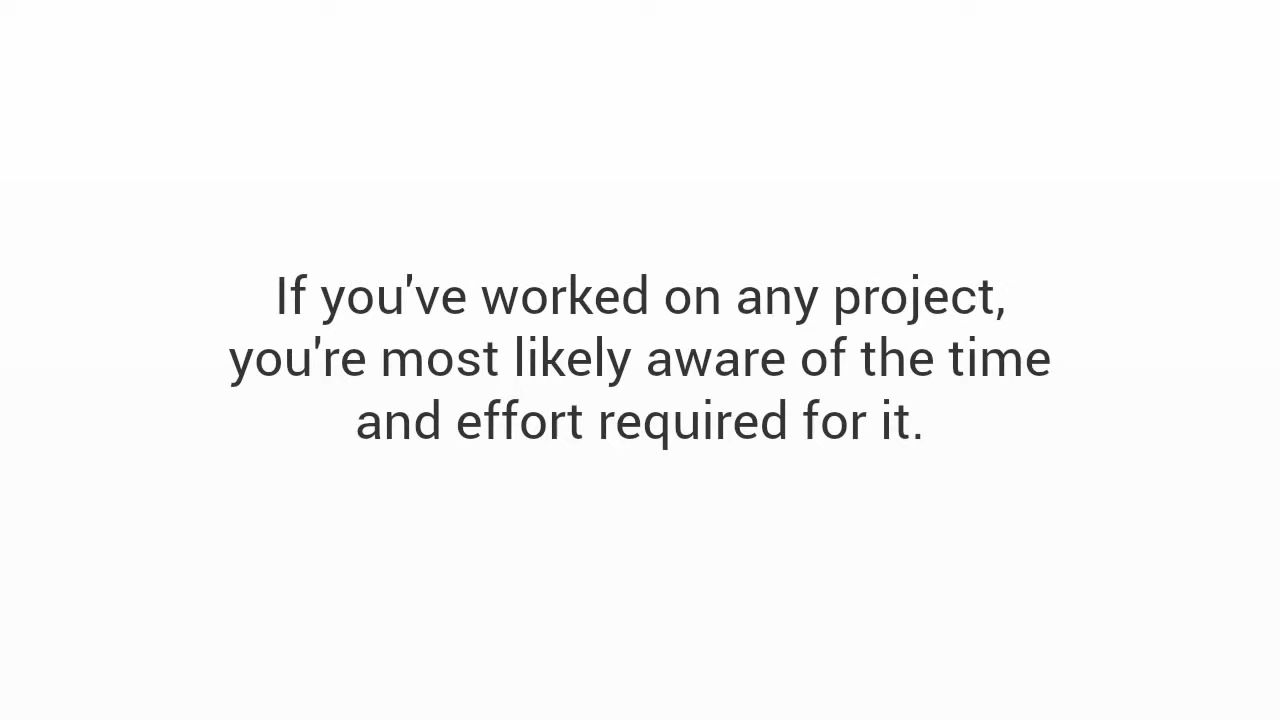 If you've worked on any project,
you're most likely aware of the time
and effort required for it.